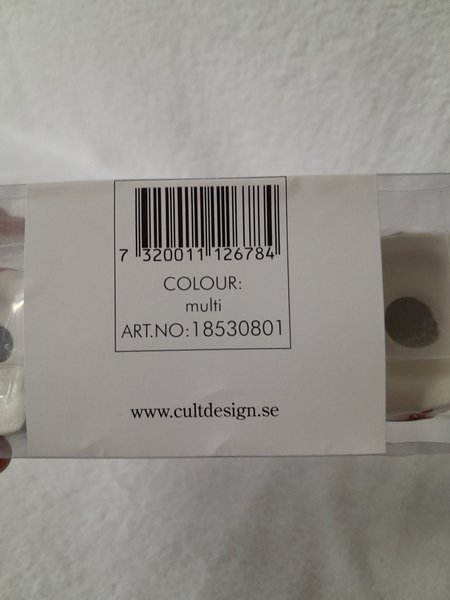 7 320011 126784
COLOUR:
multi
ART.NO:18530801
www.cultdesign.se